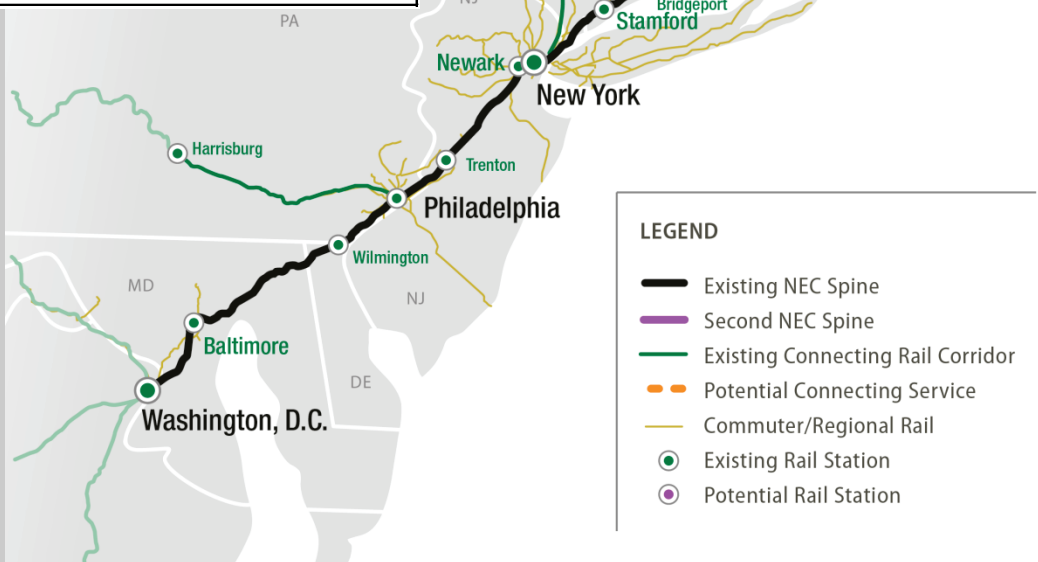 NJ
Bridgeport
PA
Stamford
Newark
New York
Harrisburg
Trenton
Philadelphia
Wilmington
MD
NJ
Baltimore
DE
Washington, D.C.
LEGEND
Existing NEC Spine
Second NEC Spine
Existing Connecting Rail Corridor
Potential Connecting Service
Commuter/Regional Rail
Existing Rail Station
Potential Rail Station